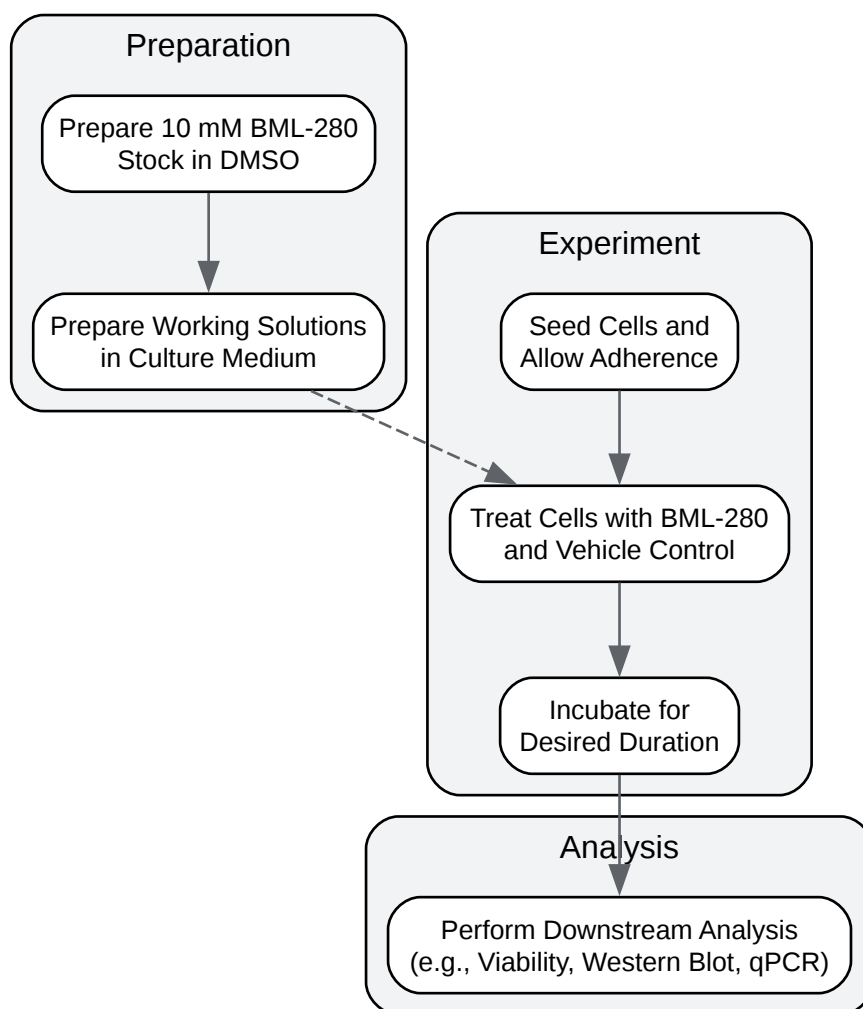 Preparation
Prepare 10 mM BML-280
Stock in DMSO
Prepare Working Solutions
in Culture Medium
Experiment
Seed Cells and
Allow Adherence
Treat Cells with BML-280
and Vehicle Control
Incubate for
Desired Duration
Analysis
Perform Downstream Analysis
(e.g., Viability, Western Blot, qPCR)